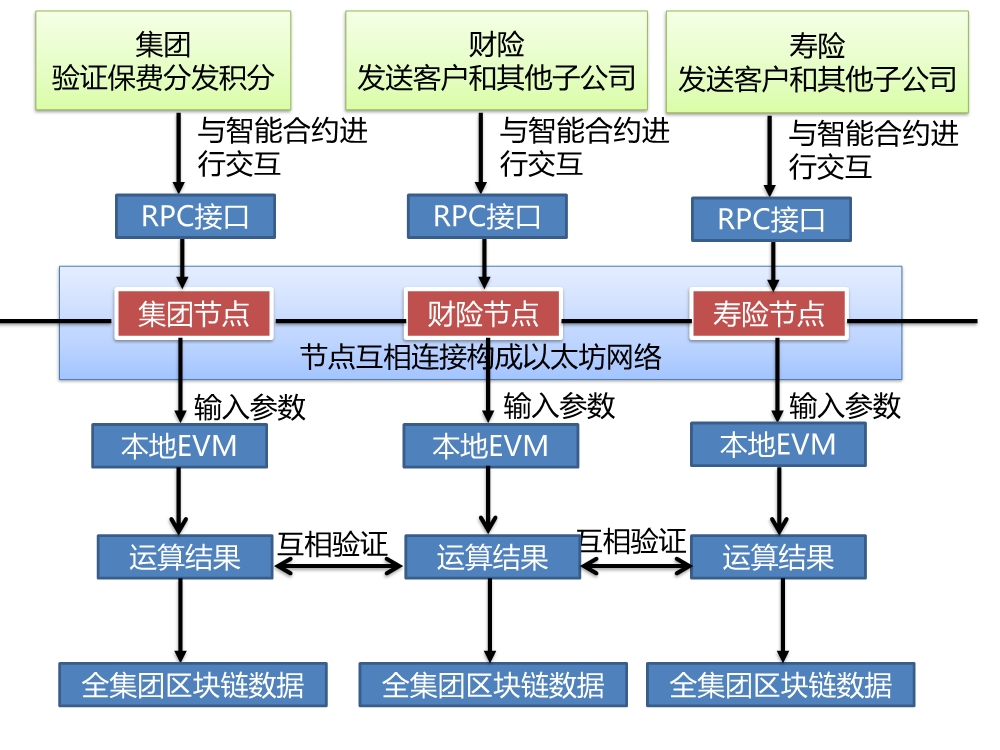 集团
验证保费分发积分
财险
发送客户和其他子公司
寿险
发送客户和其他子公司
与智能合约进
行交互
与智能合约进
行交互
与智能合约进
行交互
RPC接口
RPC接口
RPC接口
集团节点
财险节点
寿险节点
节点互相连接构成以太坊网络
输入参数
输入参数
输入参数
本地EVM
本地EVM
本地EVM
运算结果
互相验证
运算结果
互相验证
运算结果
全集团区块链数据
全集团区块链数据
全集团区块链数据